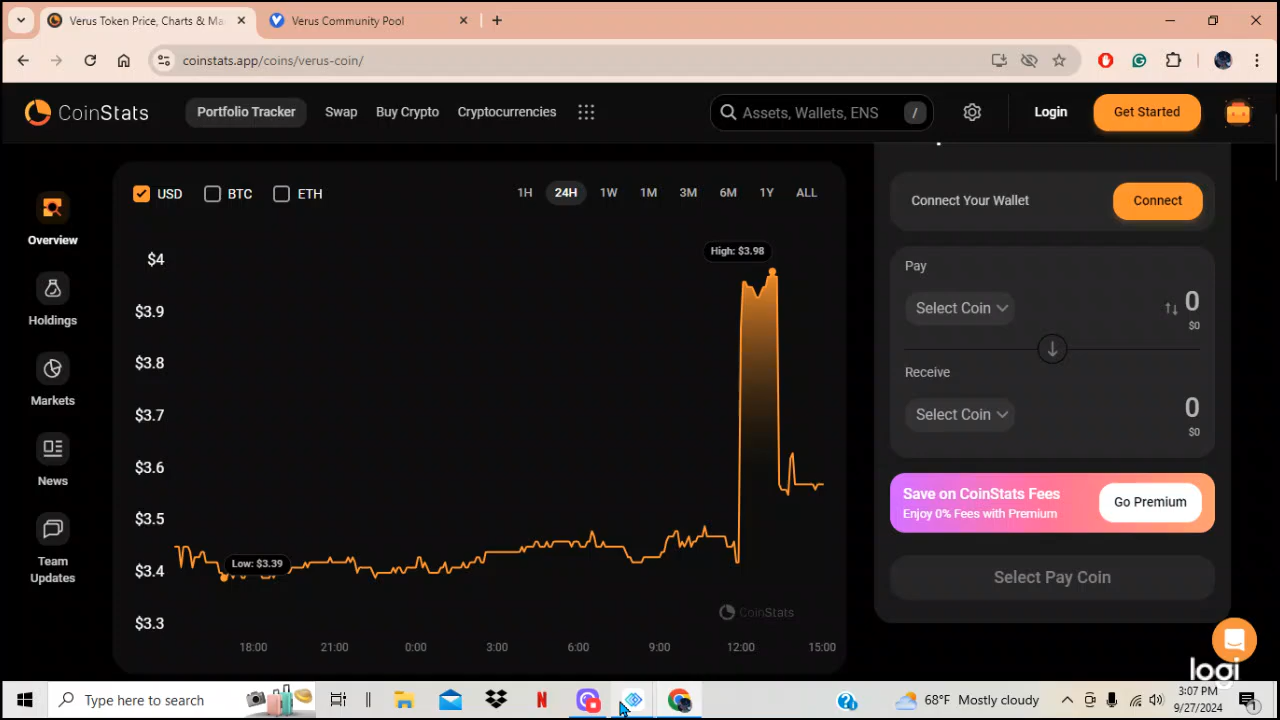 Verus Token Price, Charts & Ma
Verus Community Pool
coinstats.app/coins/verus-coin/
CoinStats
Portfolio Tracker
Swap
Buy Crypto
Cryptocurrencies
Assets, Wallets, ENS
/
Login
Get Started
Overview
Holdings
Markets
News
Team
Updates
USD
BTC
ETH
1H
24H
1W
1M
3M
6M
1Y
ALL
High: $3.98
$4
$3.9
$3.8
$3.7
$3.6
$3.5
$3.4
$3.3
Low: $3.39
CoinStats
18:00
21:00
0:00
3:00
6:00
9:00
12:00
15:00
Connect Your Wallet
Connect
Pay
Select Coin
0
$0
Receive
Select Coin
0
$0
Save on CoinStats Fees
Enjoy 0% Fees with Premium
Go Premium
Select Pay Coin
logi
Type here to search
N
68°F Mostly cloudy
3:07 PM
9/27/2024
1